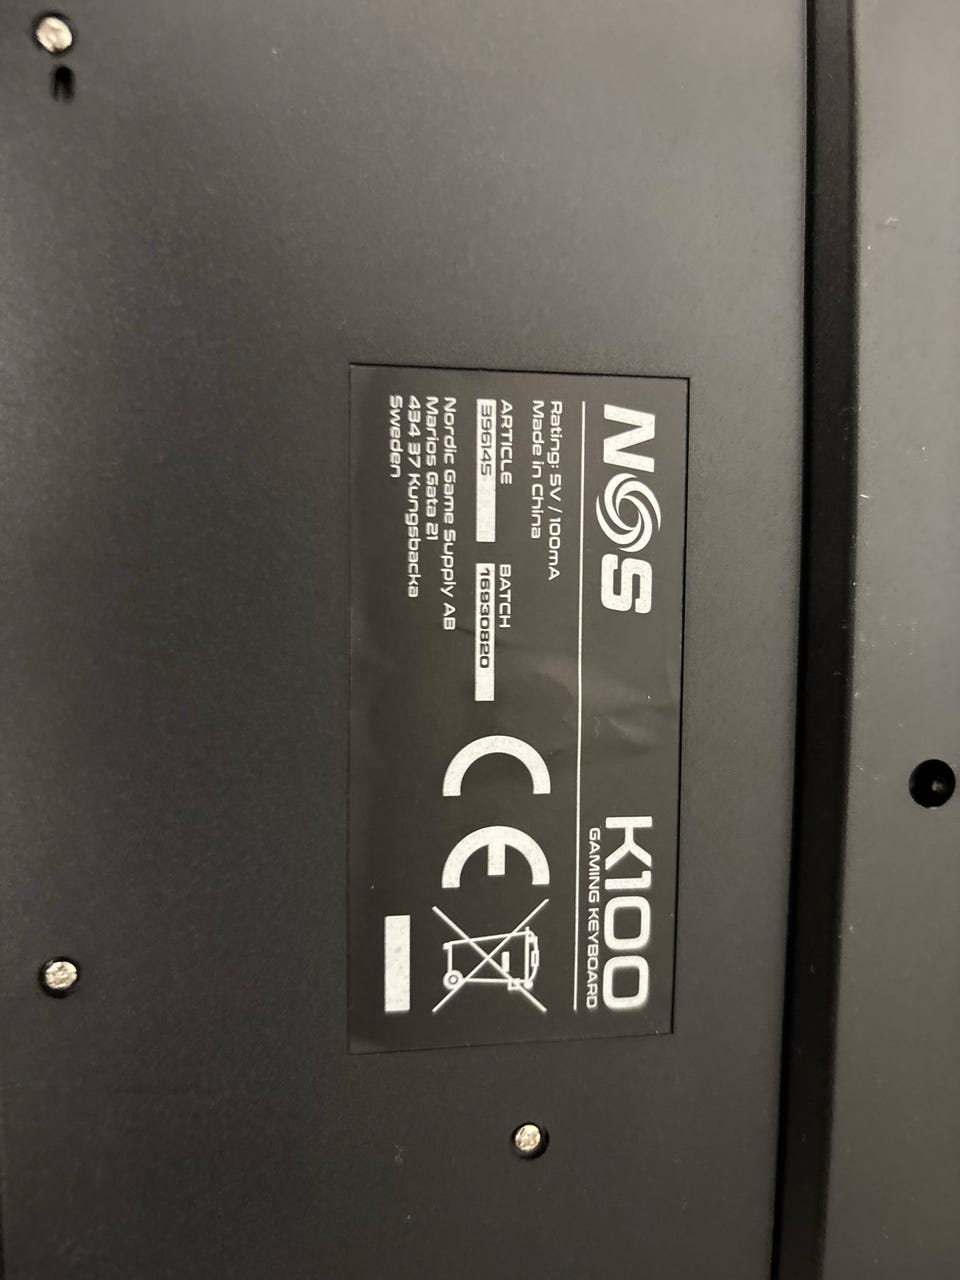 NOS
K100
GAMING KEYBOARD
Rating: 5V / 100mA
Made in China
ARTICLE
396145
BATCH
16930820
Nordic Game Supply AB
Marios Gata 21
434 37 Kungsbacka
Sweden
CE